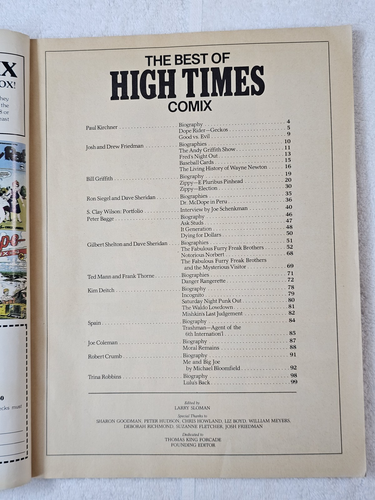 THE BEST OF
HIGH TIMES
COMIX
Paul Kirchner Biography 4
Dope Rider—Geckos 5
Good vs. Evil 9
Josh and Drew Friedman Biographies 10
The Andy Griffith Show 11
Fred's Night Out 13
Baseball Cards 15
The Living History of Wayne Newton 16
Bill Griffith Biography 19
Zippy—E Pluribus Pinhead 20
Zippy—Election 30
Ron Siegel and Dave Sheridan Biographies 35
Dr. McDope in Peru 36
S. Clay Wilson: Portfolio Interview by Joe Schenkman 40
Peter Bagge Biography 46
Ask Studs 47
It Generation 48
Dying for Dollars 50
Gilbert Shelton and Dave Sheridan Biographies 51
The Fabulous Furry Freak Brothers 52
Notorious Norbert 68
The Fabulous Furry Freak Brothers
and the Mysterious Visitor 69
Ted Mann and Frank Thorne Biographies 71
Danger Rangerette 72
Ken Deitch Biography 78
Incognito 79
Saturday Night Punk Out 80
The Waldo Lowdown 81
Mishkin's Last Judgement 82
Spain Biography 84
Trashman—Agent of the
6th International 85
Joe Coleman Biography 87
Moral Remains 88
Robert Crumb Biography 91
Me and Big Joe
by Michael Bloomfield 92
Trina Robbins Biography 98
Lulu's Back 99
Edited by
LARRY SLOMAN
Special Thanks to
SHARON GOODMAN, PETER HUDSON, CHRIS HOWLAND, LIZ BOYD, WILLIAM MEYERS,
DEBORAH RICHMOND, SUZANNE FLETCHER, JOSH FRIEDMAN
Dedicated to
THOMAS KING FORCADE
FOUNDING EDITOR